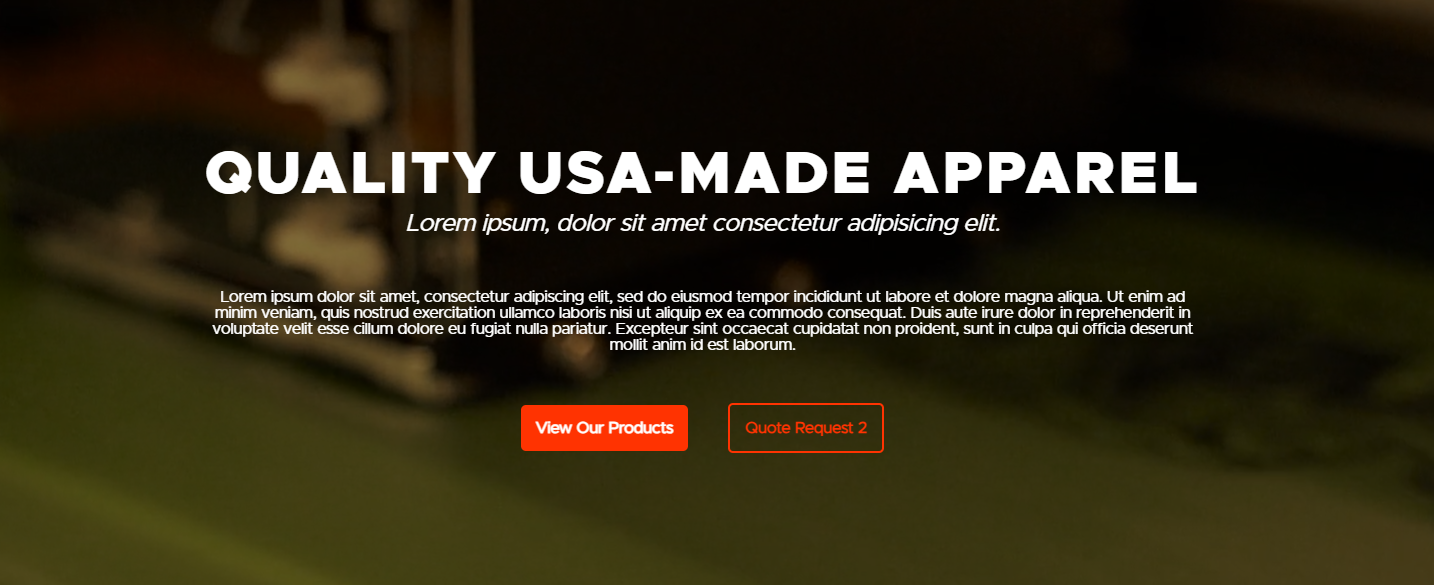 QUALITY USA-MADE APPAREL
Lorem ipsum, dolor sit amet consectetur adipisicing elit.
Lorem ipsum dolor sit amet, consectetur adipiscing elit, sed do eiusmod tempor incididunt ut labore et dolore magna aliqua. Ut enim ad
minim veniam, quis nostrud exercitation ullamco laboris nisi ut aliquip ex ea commodo consequat. Duis aute irure dolor in reprehenderit in
voluptate velit esse cillum dolore eu fugiat nulla pariatur. Excepteur sint occaecat cupidatat non proident, sunt in culpa qui officia deserunt
mollit anim id est laborum.
View Our Products
Quote Request 2